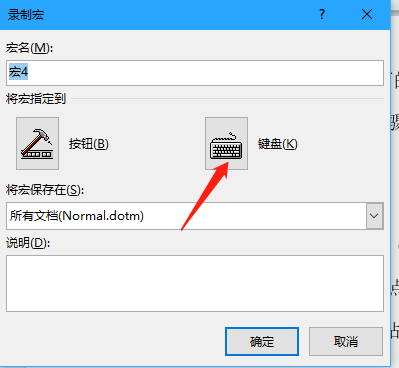 录制宏
宏名(M):
宏4
将宏指定到
按钮(B)
键盘(K)
将宏保存在(S):
所有文档(Normal.dotm)
说明(D):
确定
取消